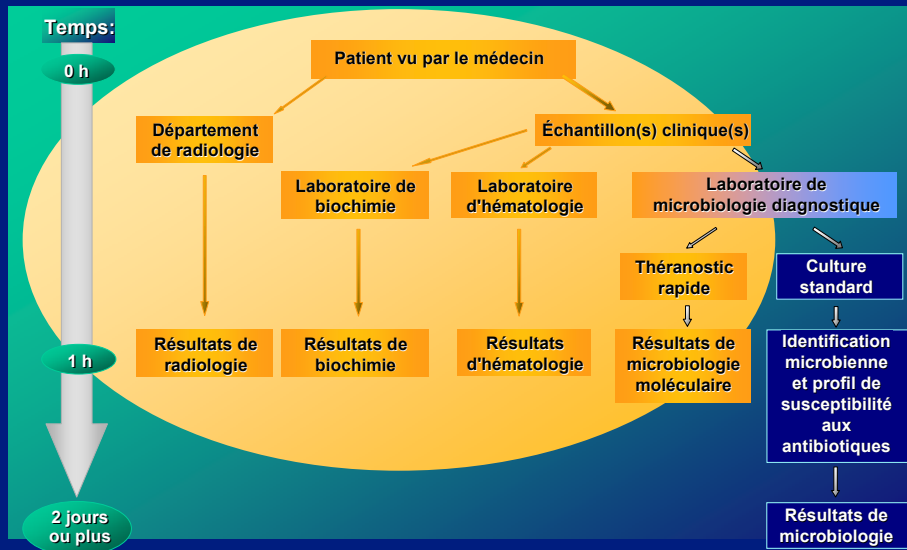 Temps:
0 h
Patient vu par le médecin
Département
de radiologie
Échantillon(s) clinique(s)
Laboratoire de
biochimie
Laboratoire
d'hématologie
Laboratoire de
microbiologie diagnostique
Théranostic
rapide
Culture
standard
1 h
Résultats de
radiologie
Résultats de
biochimie
Résultats
d'hématologie
Résultats de
microbiologie
moléculaire
Identification
microbienne
et profil de
susceptibilité
aux
antibiotiques
2 jours
ou plus
Résultats de
microbiologie